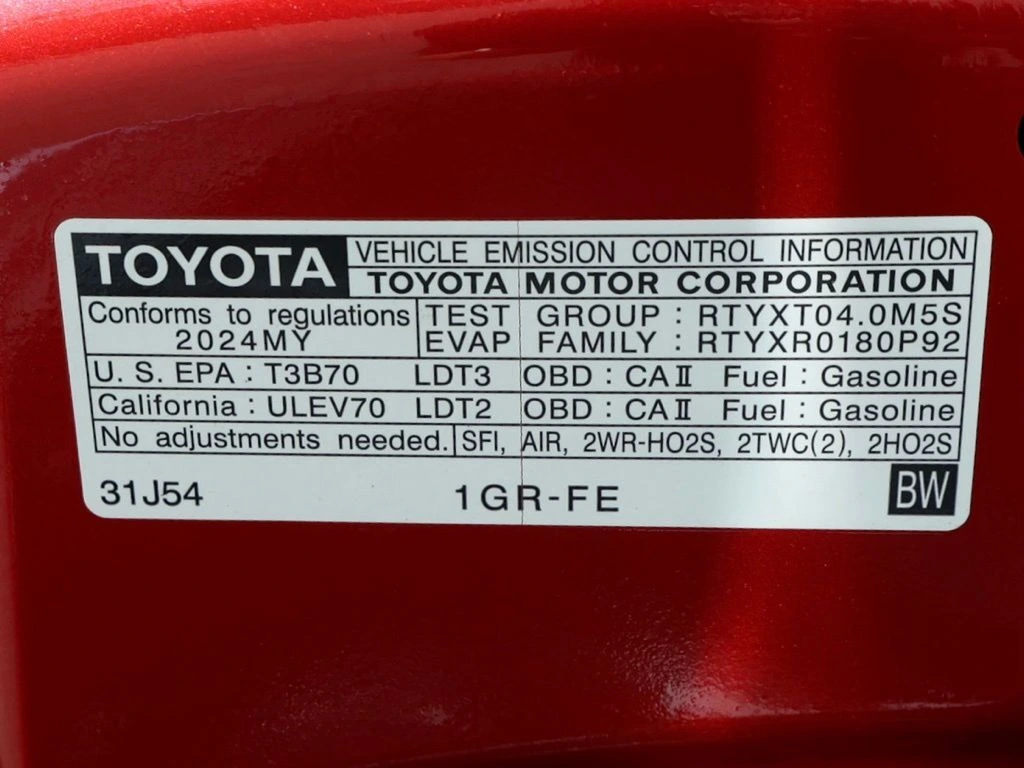 TOYOTA VEHICLE EMISSION CONTROL INFORMATION
TOYOTA MOTOR CORPORATION
Conforms to regulations TEST GROUP : RTYXT04.0M5S
2024MY EVAP FAMILY : RTYXR0180P92
U. S. EPA : T3B70 LDT3 OBD : CAⅡ Fuel : Gasoline
California : ULEV70 LDT2 OBD : CAⅡ Fuel : Gasoline
No adjustments needed. SFI, AIR, 2WR-HO2S, 2TWC(2), 2HO2S
31J54 1GR-FE BW